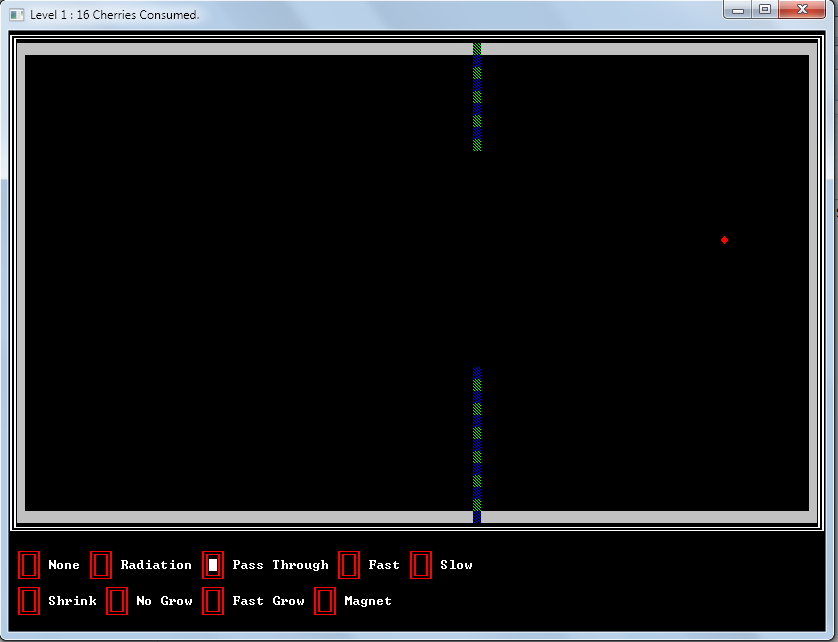 Level 1 : 16 Cherries Consumed.
None Radiation Pass Through Fast Slow
Shrink No Grow Fast Grow Magnet